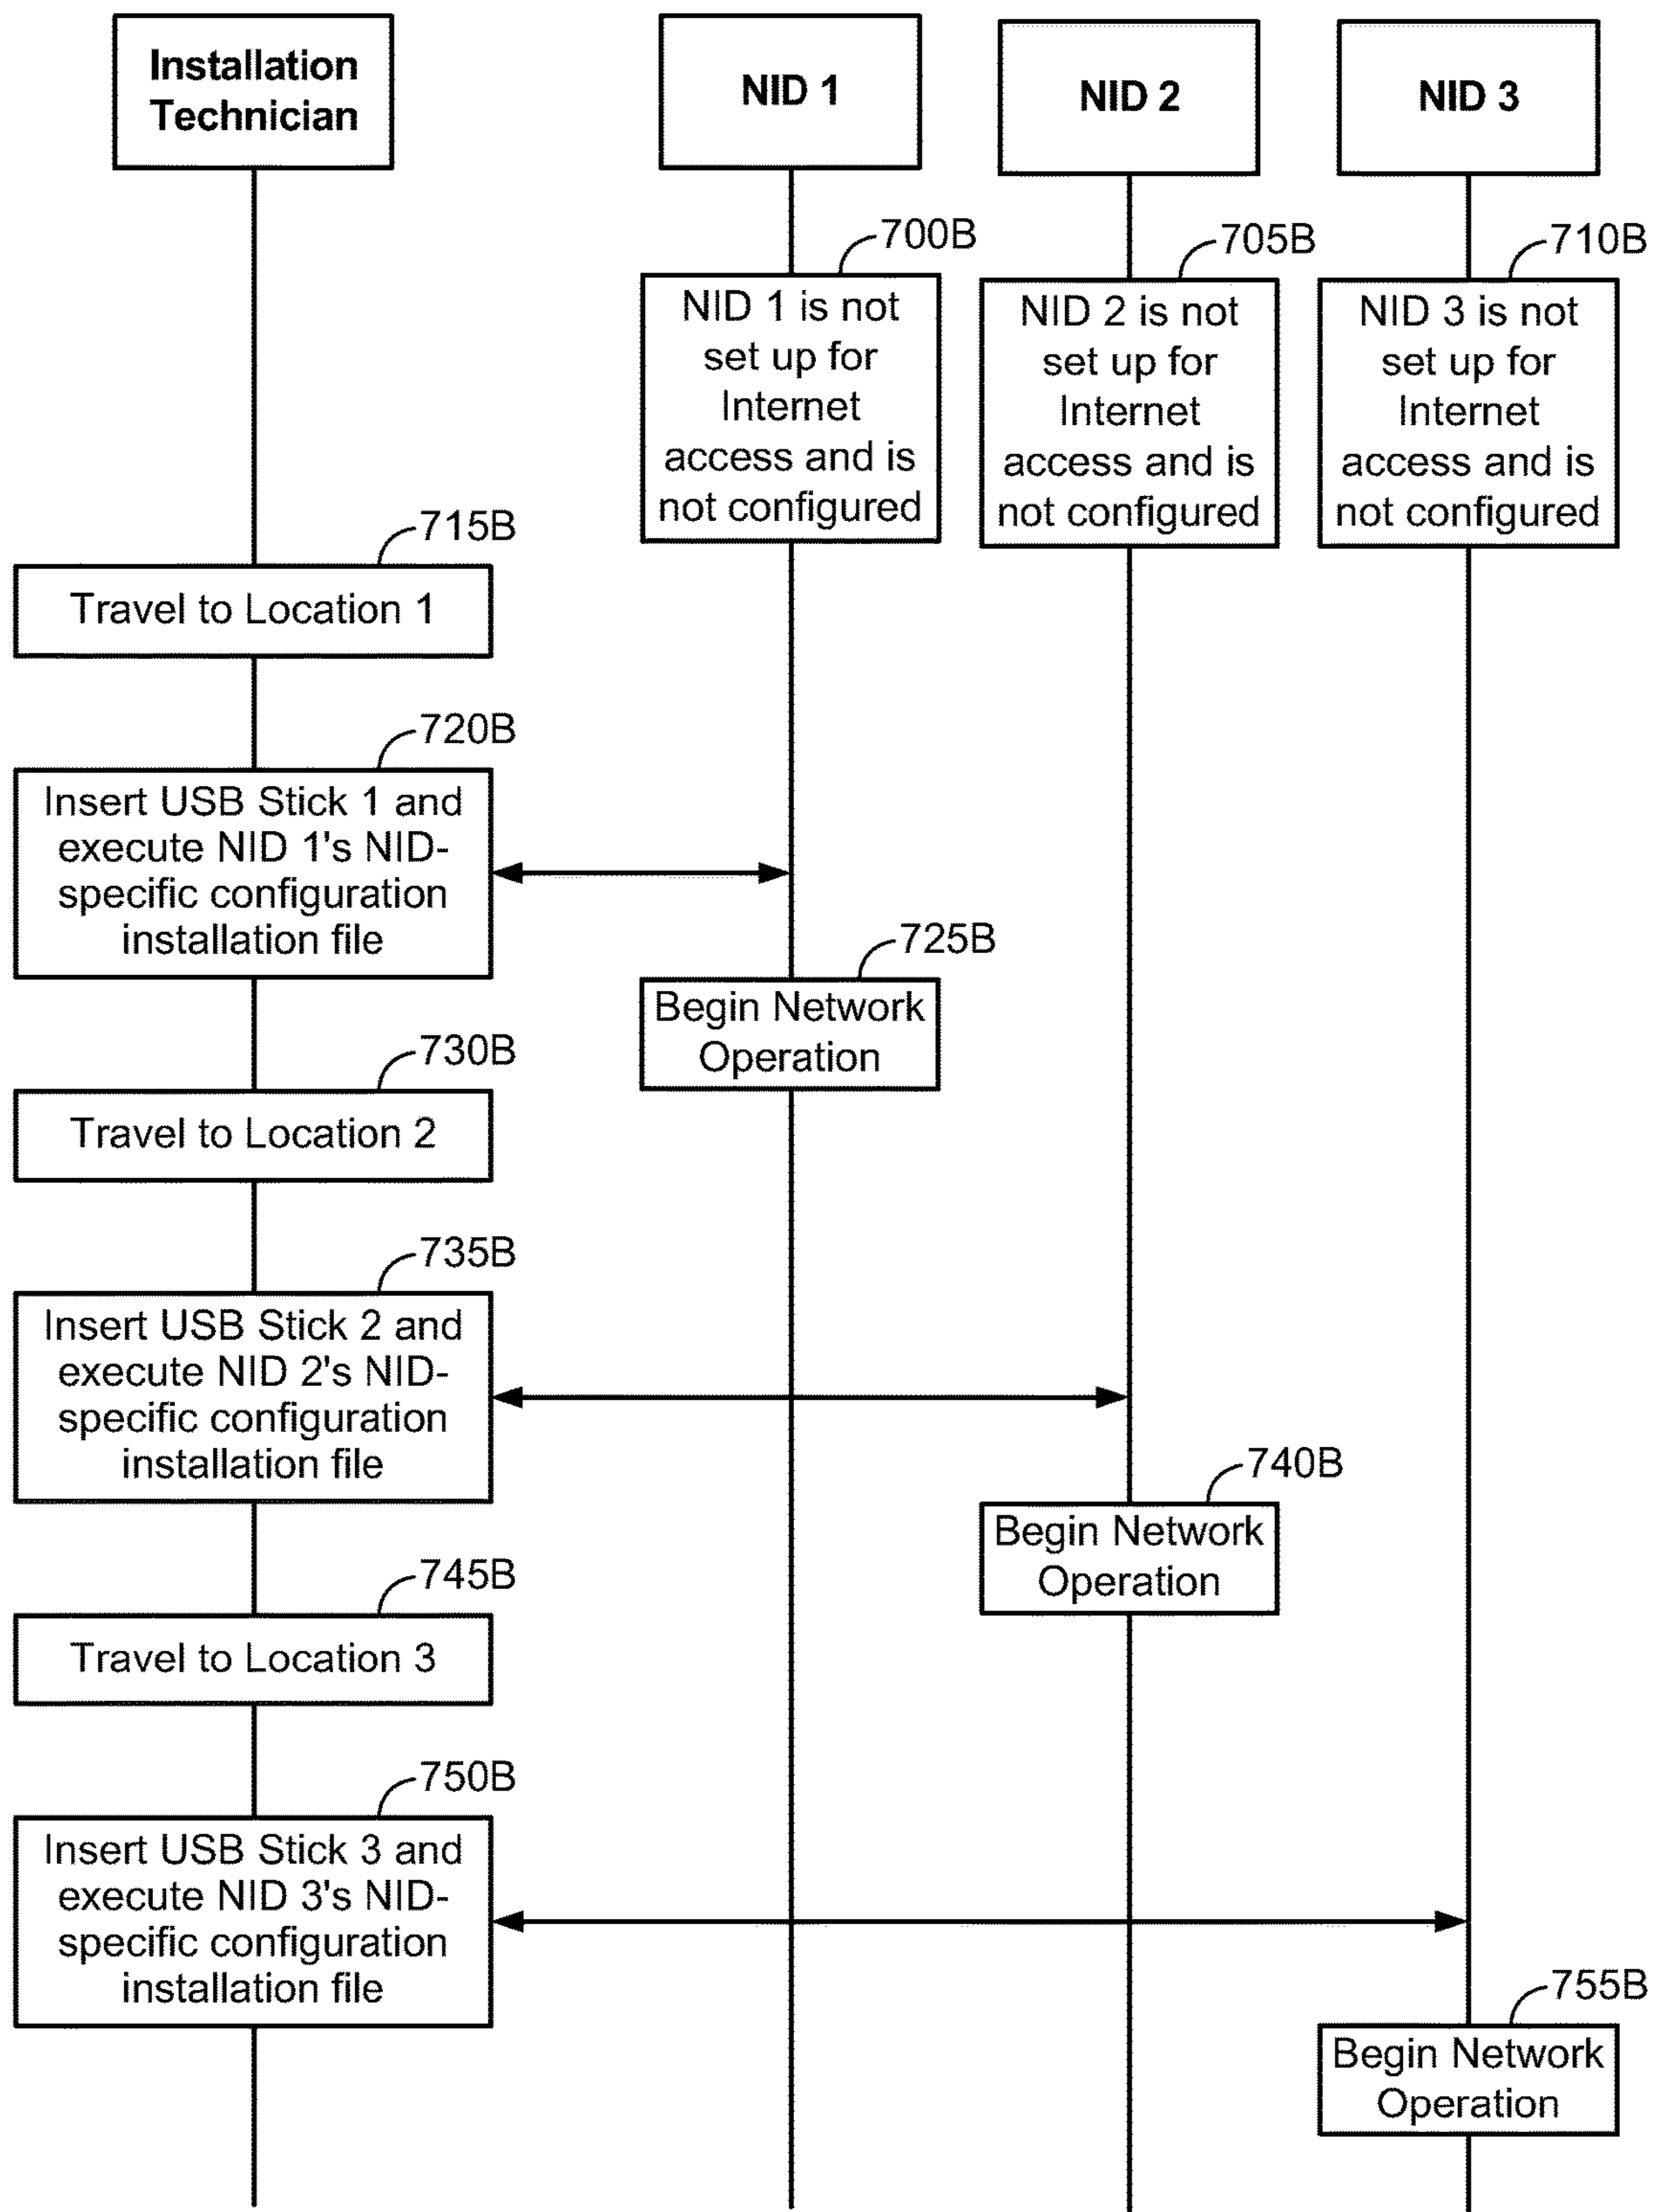 Installation
Technician
NID 1
NID 2
NID 3
700B
NID 1 is not
set up for
Internet
access and is
not configured
705B
NID 2 is not
set up for
Internet
access and is
not configured
710B
NID 3 is not
set up for
Internet
access and is
not configured
715B
Travel to Location 1
720B
Insert USB Stick 1 and
execute NID 1's NID-
specific configuration
installation file
725B
Begin Network
Operation
730B
Travel to Location 2
735B
Insert USB Stick 2 and
execute NID 2's NID-
specific configuration
installation file
740B
Begin Network
Operation
745B
Travel to Location 3
750B
Insert USB Stick 3 and
execute NID 3's NID-
specific configuration
installation file
755B
Begin Network
Operation